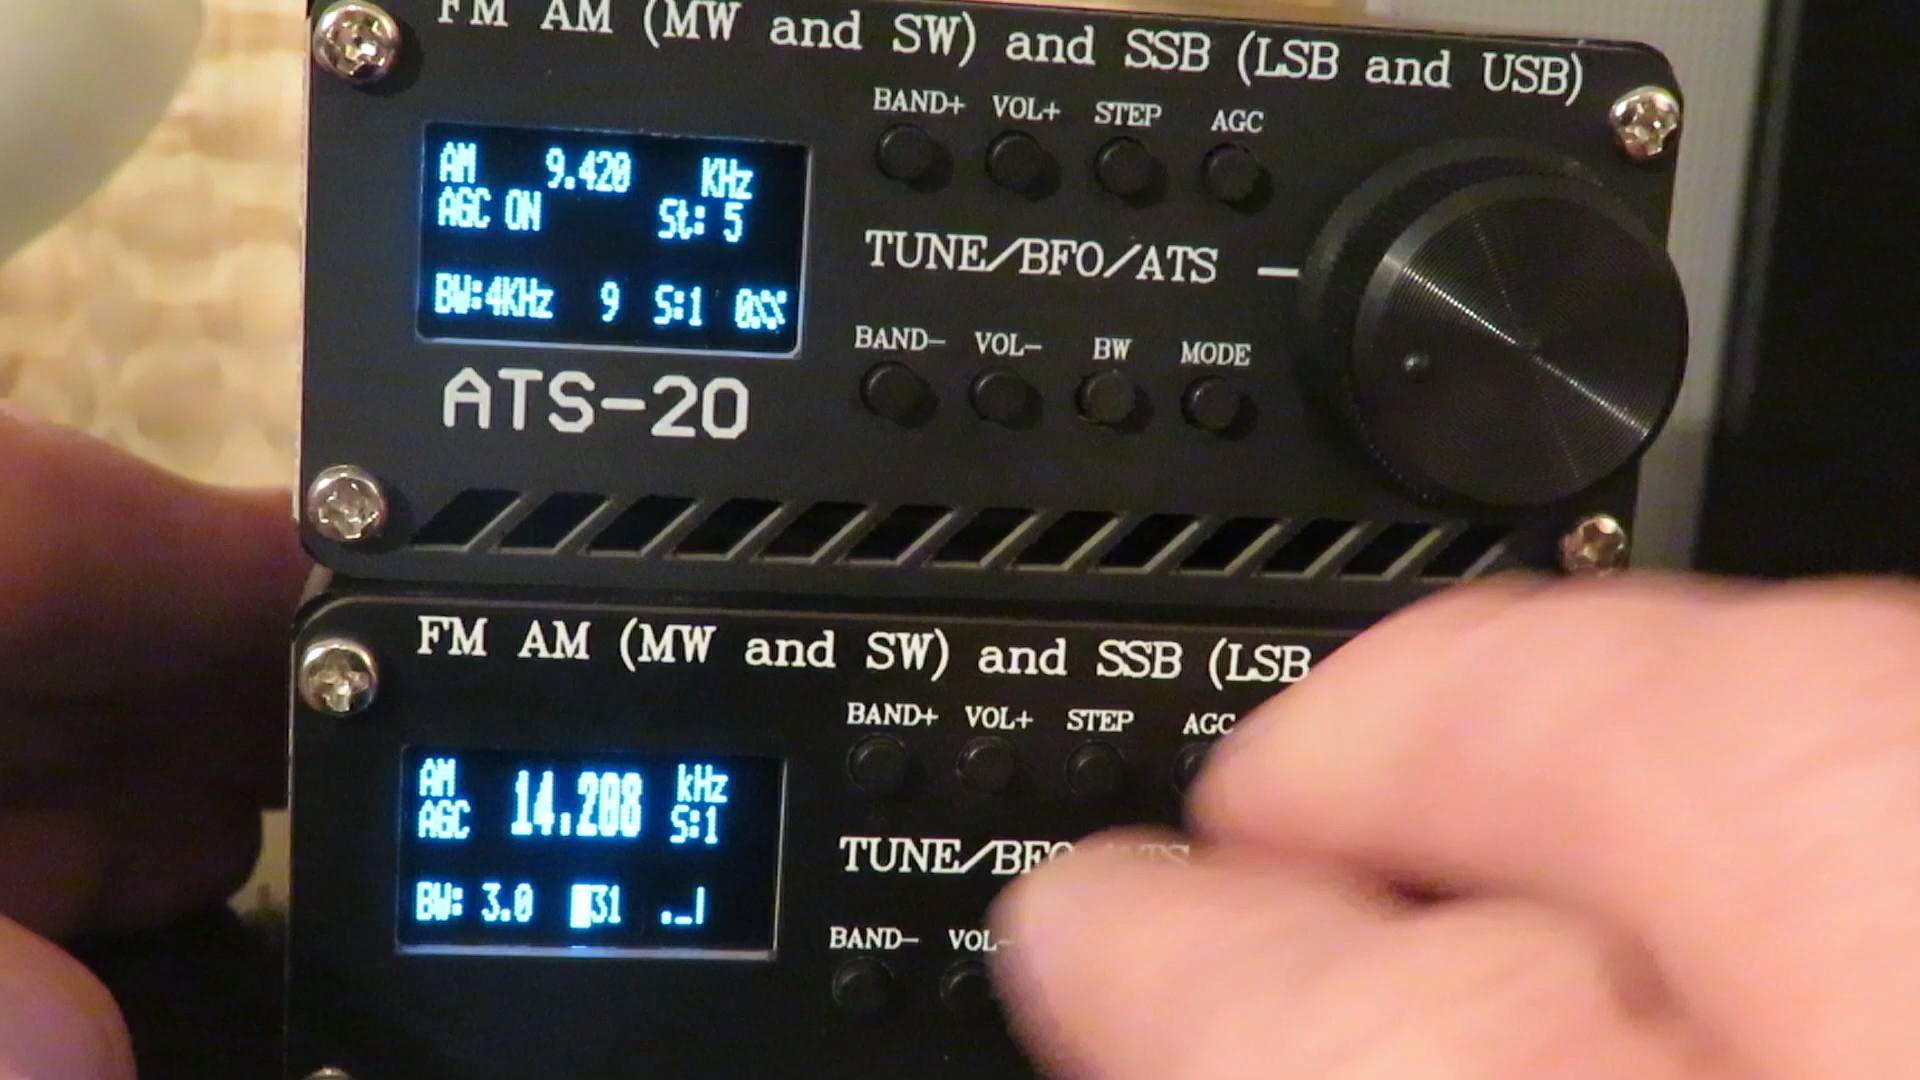 FM AM (MW and SW) and SSB (LSB and USB)
BAND+ VOL+ STEP AGC
AM 9.420 KHz
AGC ON St: 5
BW:4KHz 9 S:1
TUNE/BFO/ATS
BAND- VOL- BW MODE
ATS-20
FM AM (MW and SW) and SSB (LSB
BAND+ VOL+ STEP AGC
AM 14.208 kHz
AGC S:1
BW: 3.0 31
TUNE/BFO/ATS
BAND- VOL-